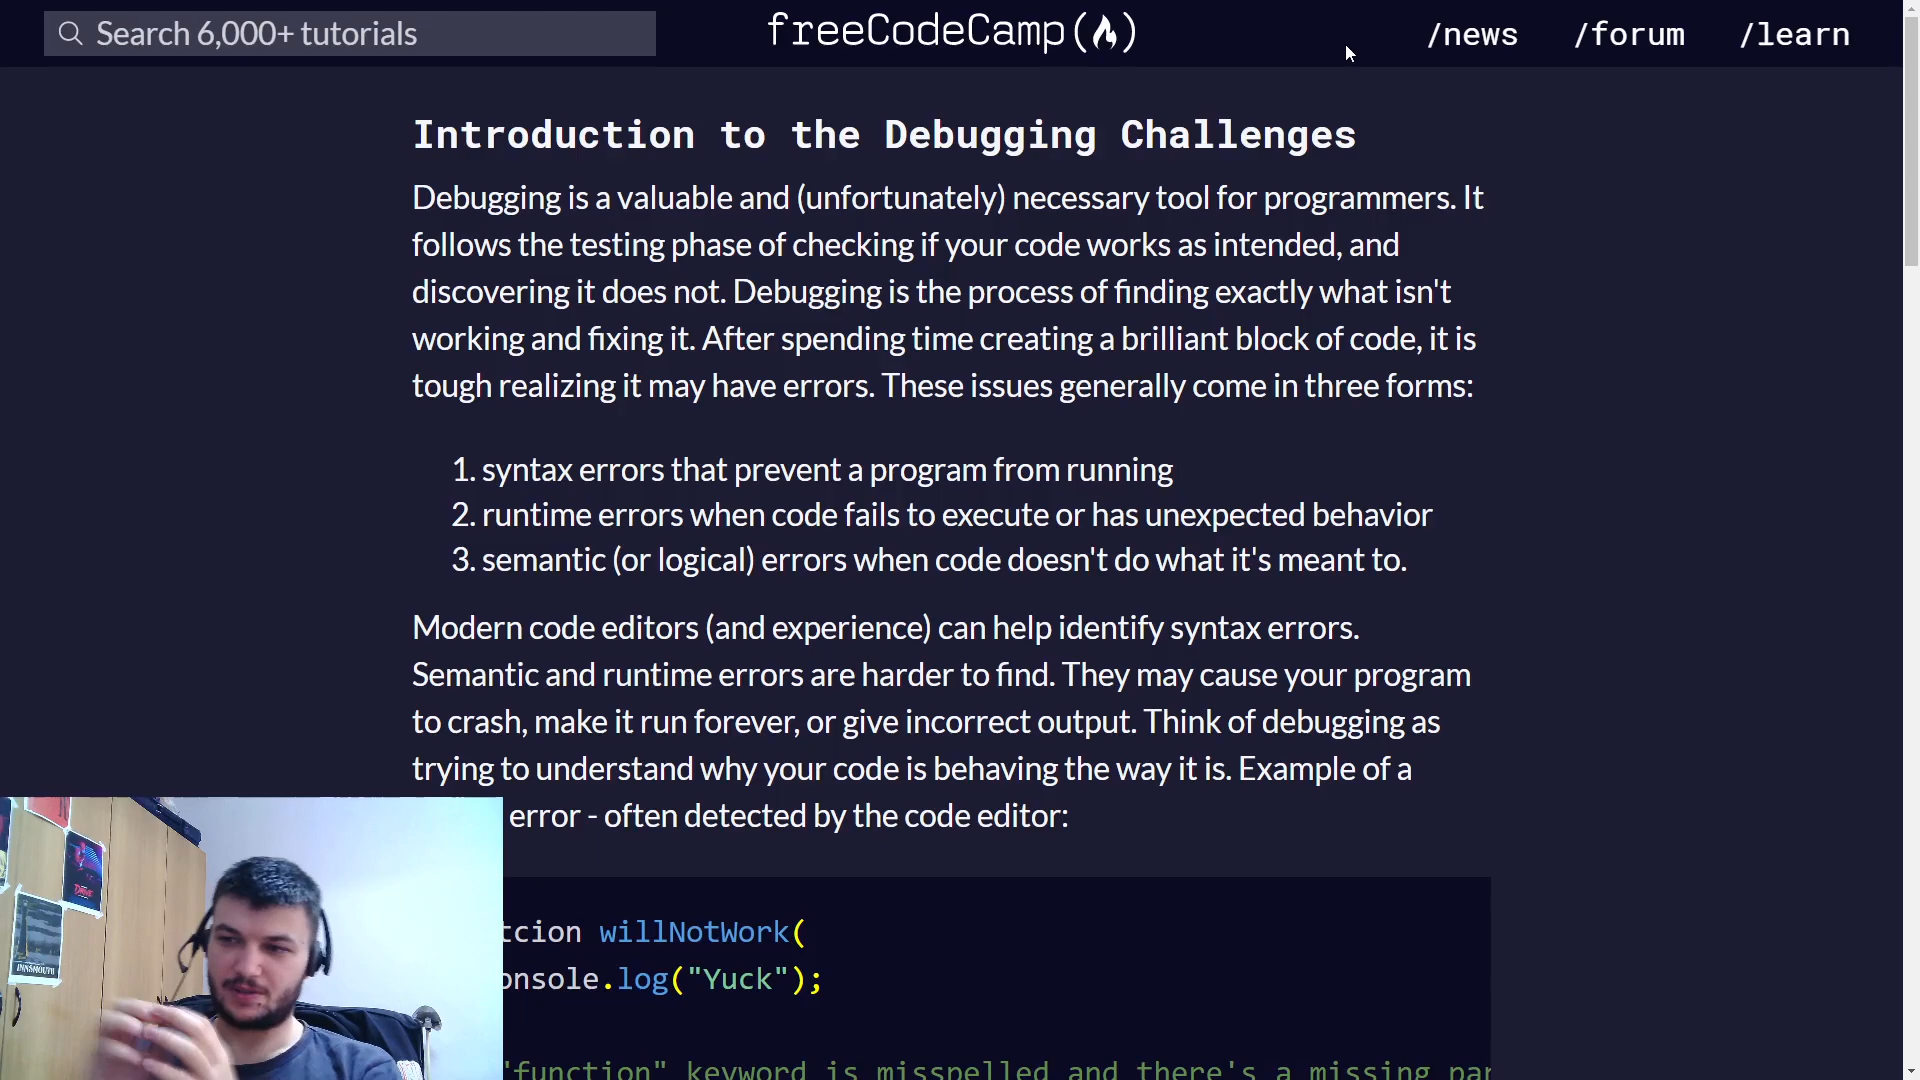 Search 6,000+ tutorials
freeCodeCamp
/news
/forum
/learn
Introduction to the Debugging Challenges
Debugging is a valuable and (unfortunately) necessary tool for programmers. It
follows the testing phase of checking if your code works as intended, and
discovering it does not. Debugging is the process of finding exactly what isn't
working and fixing it. After spending time creating a brilliant block of code, it is
tough realizing it may have errors. These issues generally come in three forms:
1. syntax errors that prevent a program from running
2. runtime errors when code fails to execute or has unexpected behavior
3. semantic (or logical) errors when code doesn't do what it's meant to.
Modern code editors (and experience) can help identify syntax errors.
Semantic and runtime errors are harder to find. They may cause your program
to crash, make it run forever, or give incorrect output. Think of debugging as
trying to understand why your code is behaving the way it is. Example of a
error - often detected by the code editor:
tcion willNotWork(
onsole.log("Yuck");
"function" keyword is misspelled and there's a missing par
DRIVE
INNSMOUTH